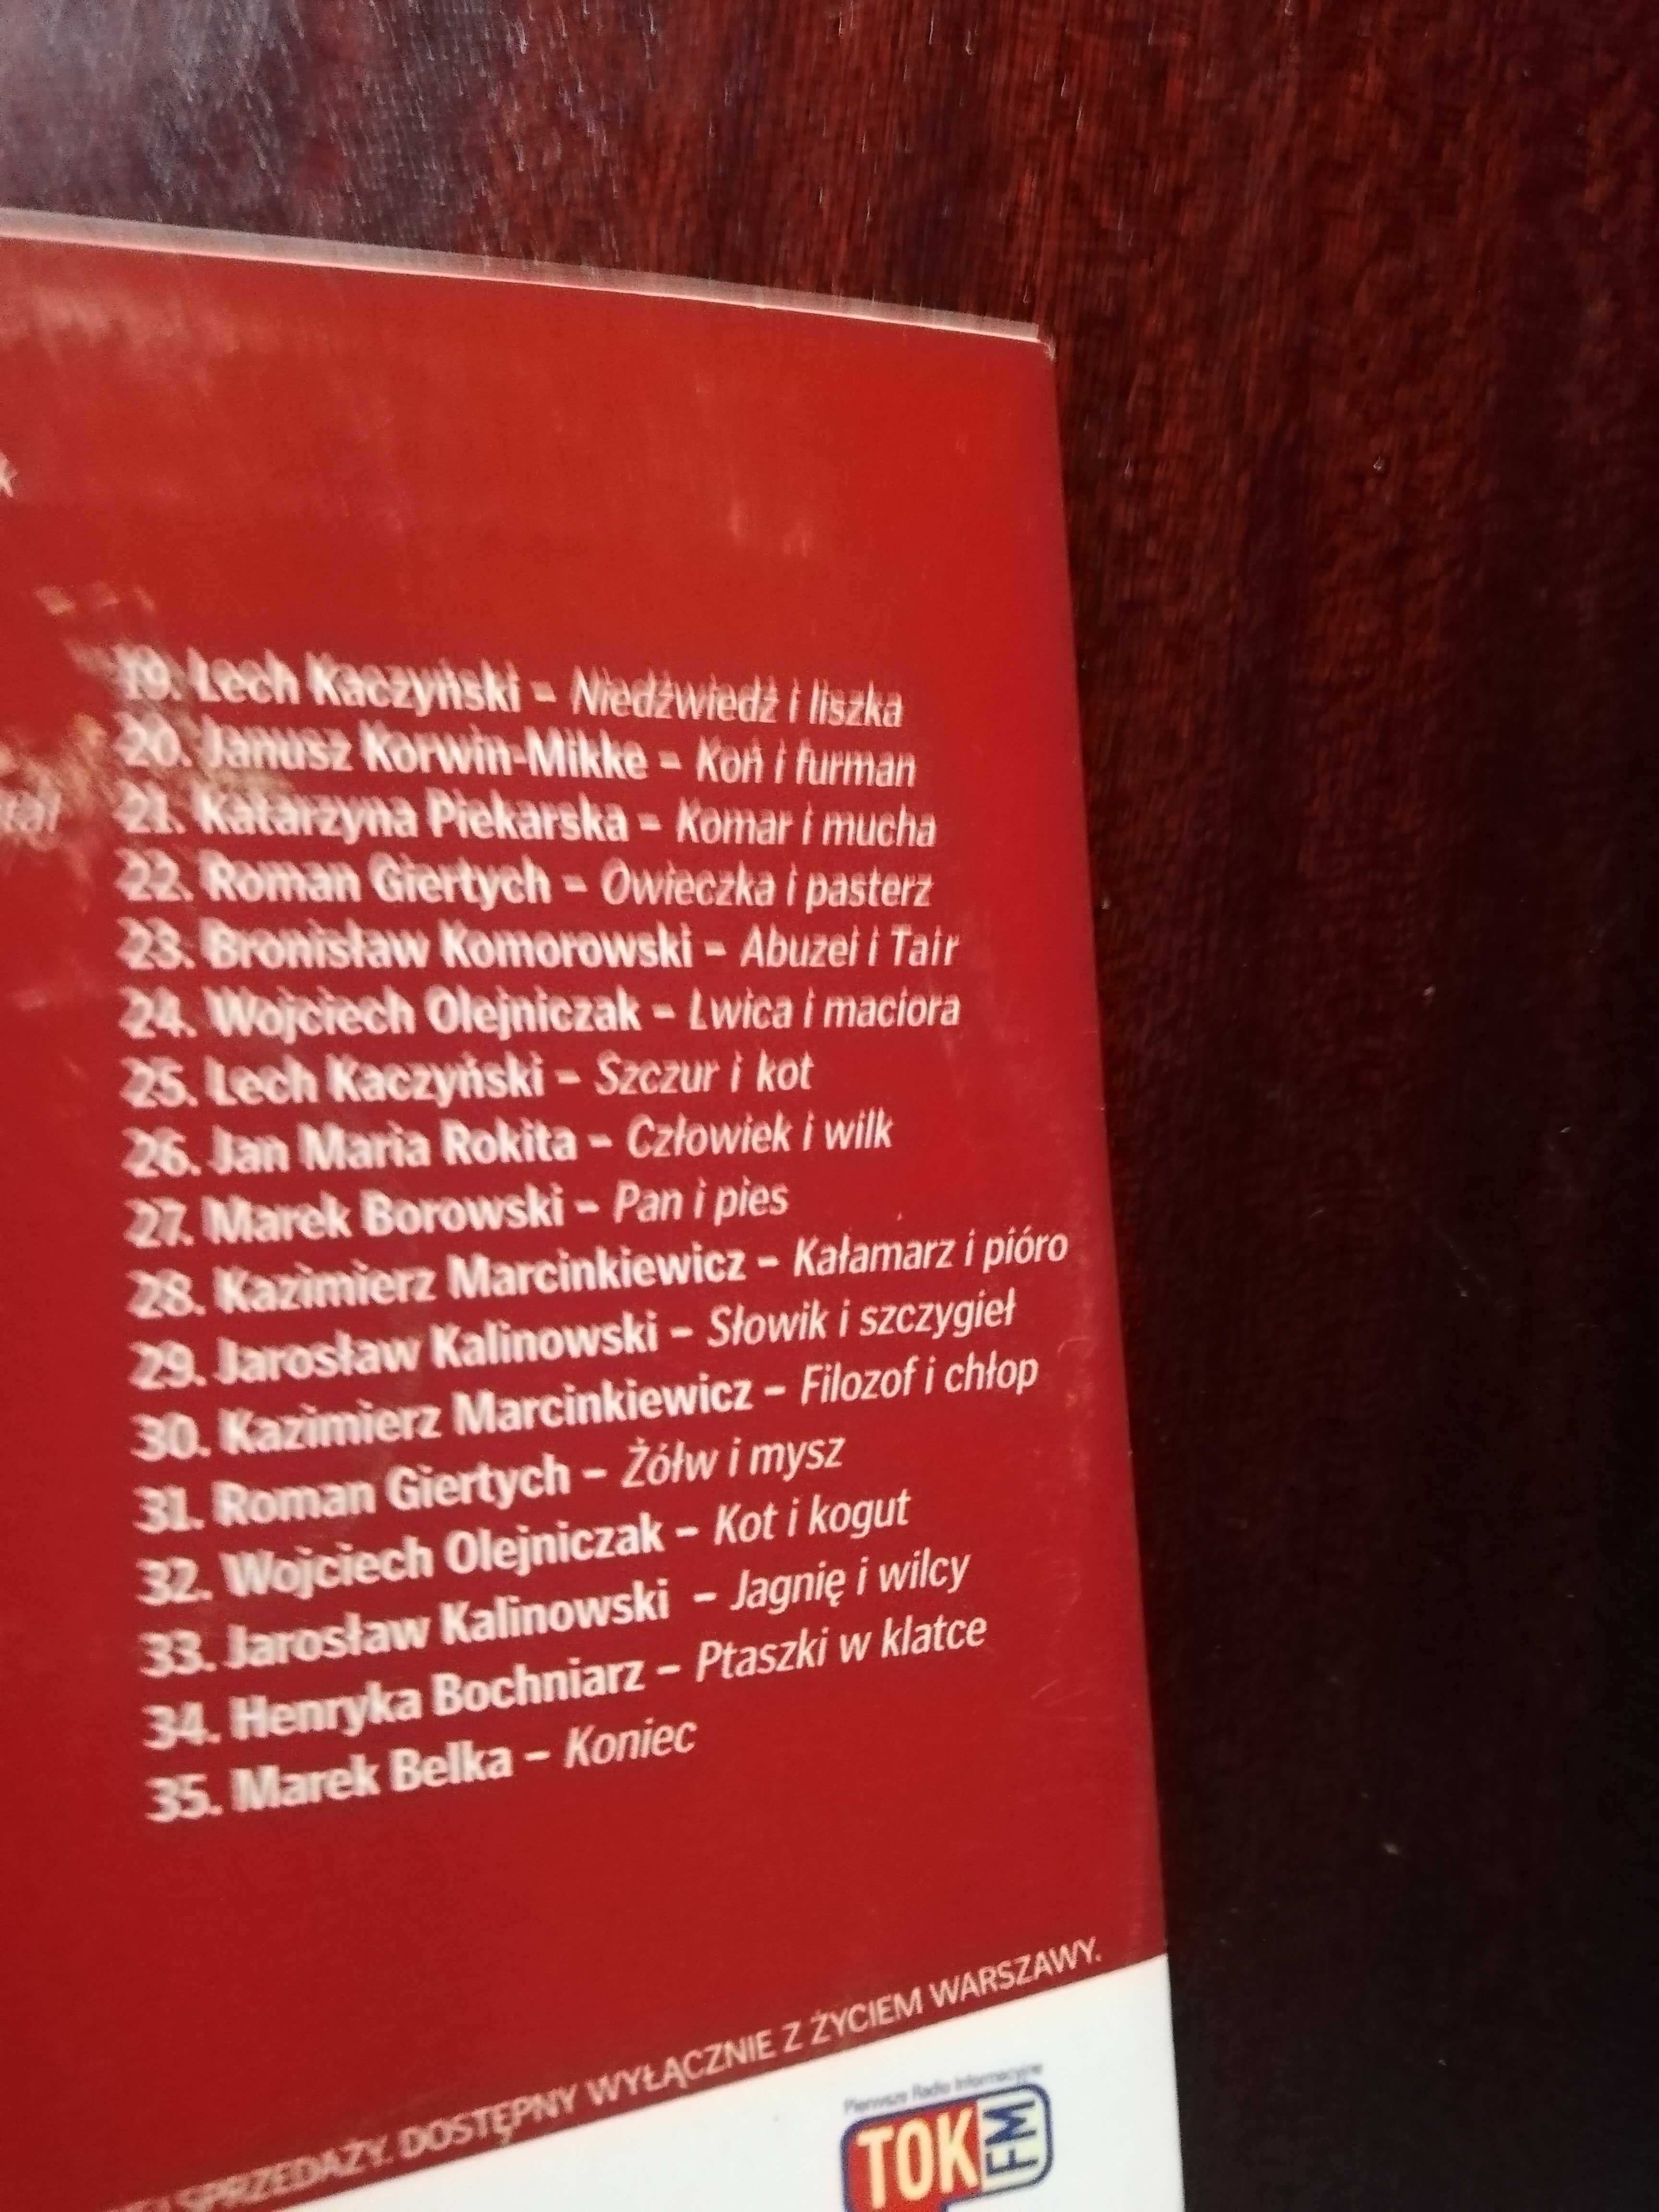 19. Lech Kaczyński – Niedźwiedź i liszka
20. Janusz Korwin-Mikke – Koń i furman
21. Katarzyna Piekarska – Komar i mucha
22. Roman Giertych – Owieczka i pasterz
23. Bronisław Komorowski – Abuzei i Tair
24. Wojciech Olejniczak – Lwica i maciora
25. Lech Kaczyński – Szczur i kot
26. Jan Maria Rokita – Człowiek i wilk
27. Marek Borowski – Pan i pies
28. Kazimierz Marcinkiewicz – Kałamarz i pióro
29. Jarosław Kalinowski – Słowik i szczygieł
30. Kazimierz Marcinkiewicz – Filozof i chłop
31. Roman Giertych – Żółw i mysz
32. Wojciech Olejniczak – Kot i kogut
33. Jarosław Kalinowski – Jagnię i wilcy
34. Henryka Bochniarz – Ptaszki w klatce
35. Marek Belka – Koniec
SPRZEDAŻY. DOSTĘPNY WYŁĄCZNIE Z ŻYCIEM WARSZAWY.
Pierwsze Radio Informacyjne
TOK FM